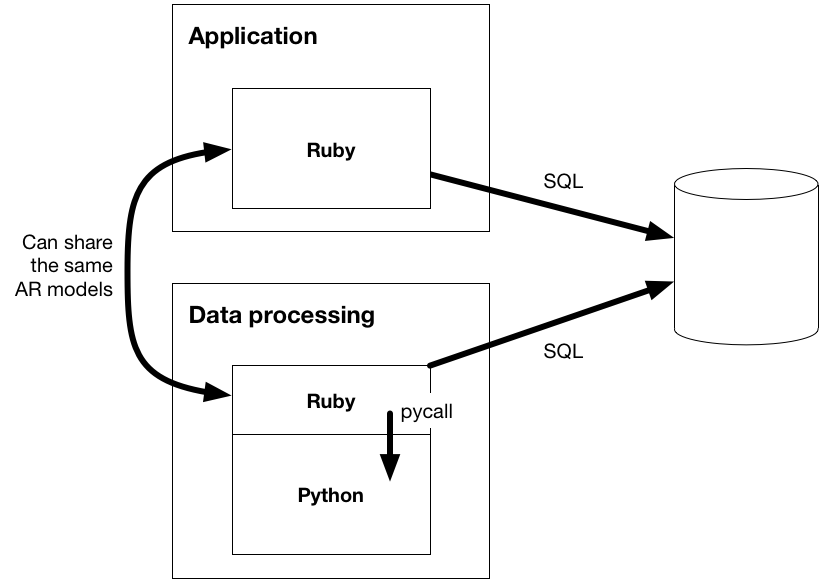 Application
Ruby
SQL
Can share
the same
AR models
Data processing
SQL
Ruby
pycall
Python